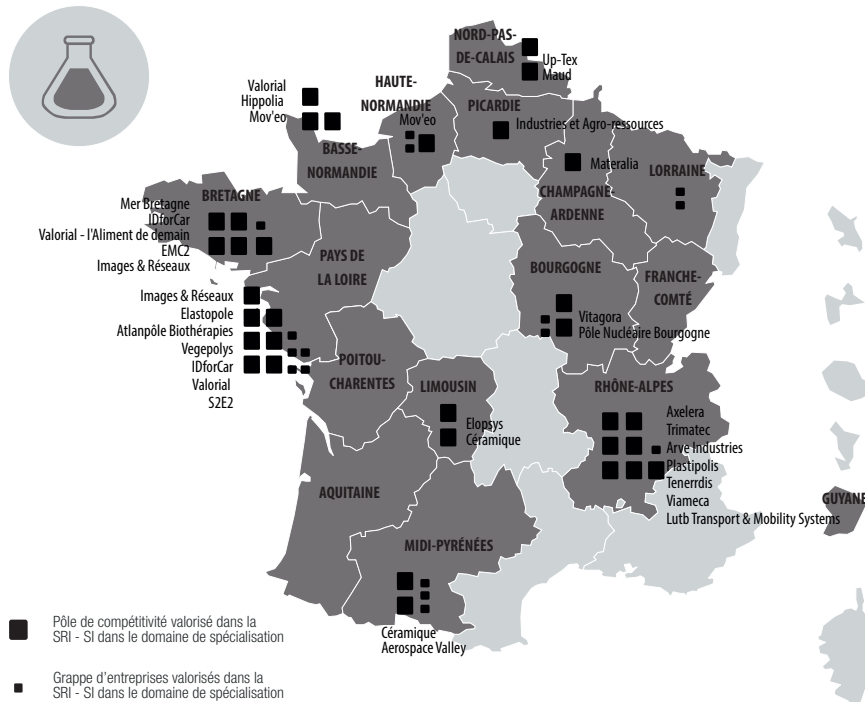 NORD-PAS-
DE-CALAIS
Up-Tex
Maud
Valorial
Hippolia
Mov'eo
HAUTE-
NORMANDIE
Mov'eo
PICARDIE
Industries et Agro-ressources
BASSE-
NORMANDIE
Materalia
CHAMPAGNE-
ARDENNE
LORRAINE
BRETAGNE
Mer Bretagne
IDforCar
Valorial - l'Aliment de demain
EMC2
Images & Réseaux
PAYS DE
LA LOIRE
BOURGOGNE
Vitagora
Pôle Nucléaire Bourgogne
FRANCHE-
COMTÉ
Images & Réseaux
Elastopole
Atlanpôle Biothérapies
Vegepolys
IDforCar
Valorial
S2E2
POITOU-
CHARENTES
LIMOUSIN
Elopsys
Céramique
RHÔNE-ALPES
Axelera
Trimatec
Arve Industries
Plastipolis
Tenerrdis
Viameca
Lutb Transport & Mobility Systems
AQUITAINE
GUYANE
MIDI-PYRÉNÉES
Céramique
Aerospace Valley
Pôle de compétitivité valorisé dans la
SRI - SI dans le domaine de spécialisation
Grappe d'entreprises valorisés dans la
SRI - SI dans le domaine de spécialisation